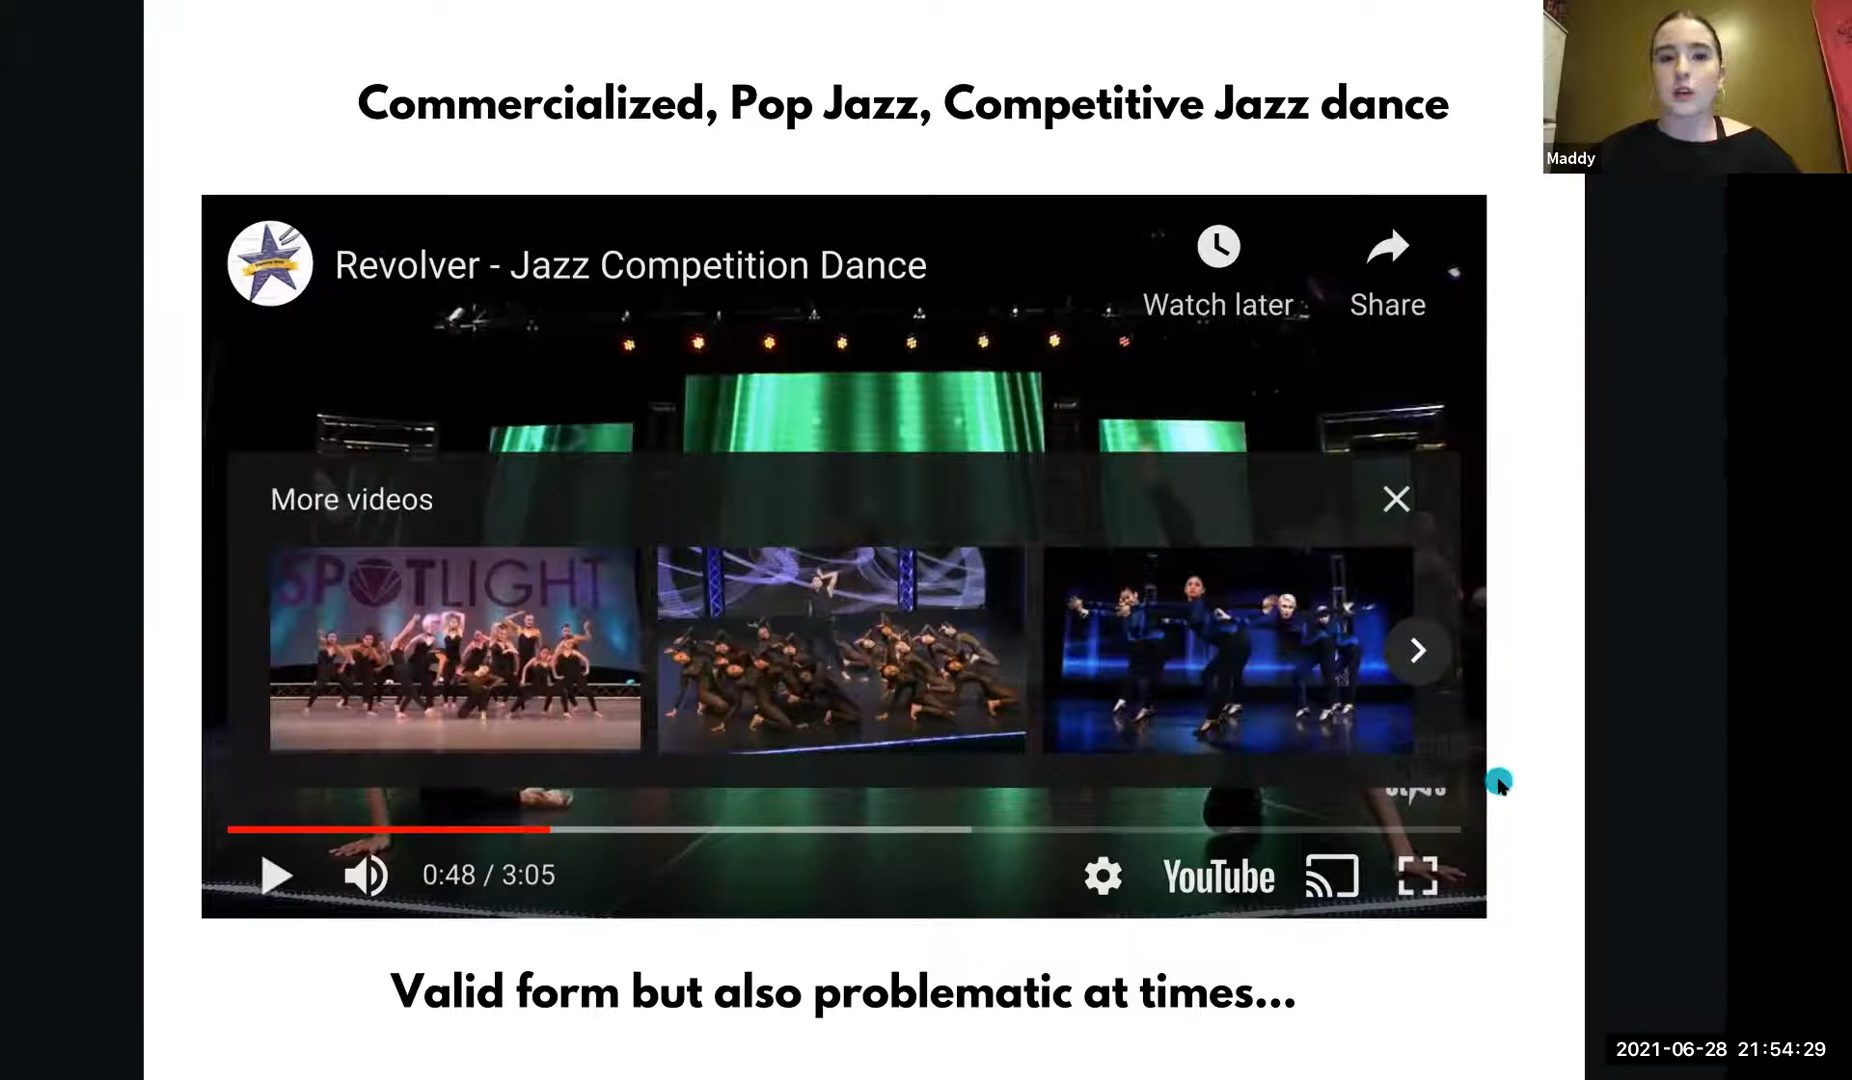 Commercialized, Pop Jazz, Competitive Jazz dance
Maddy
Revolver - Jazz Competition Dance
Watch later
Share
More videos
SPOTLIGHT
0:48 / 3:05
YouTube
Valid form but also problematic at times...
2021-06-28 21:54:29